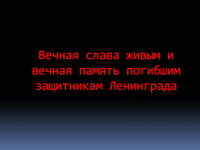 Вечная слава живым и
вечная память погибшим
защитникам Ленинграда